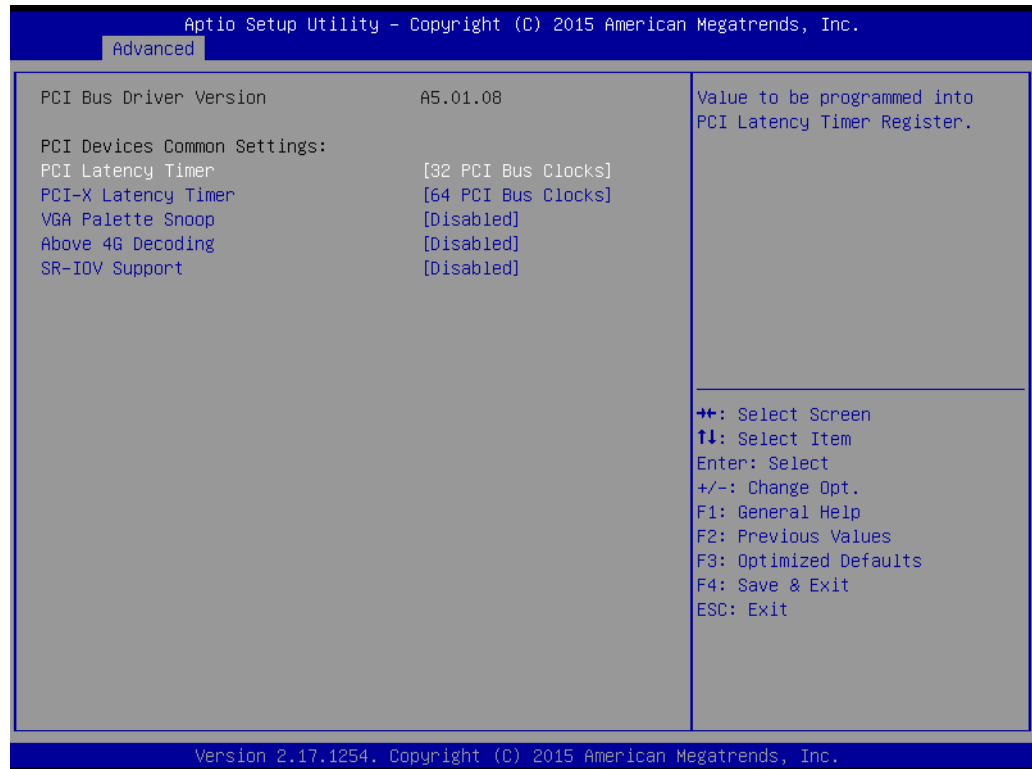 Aptio Setup Utility – Copyright (C) 2015 American Megatrends, Inc.
Advanced
PCI Bus Driver Version A5.01.08
PCI Devices Common Settings:
PCI Latency Timer [32 PCI Bus Clocks]
PCI-X Latency Timer [64 PCI Bus Clocks]
VGA Palette Snoop [Disabled]
Above 4G Decoding [Disabled]
SR-IOV Support [Disabled]
Value to be programmed into
PCI Latency Timer Register.
→←: Select Screen
↑↓: Select Item
Enter: Select
+/-: Change Opt.
F1: General Help
F2: Previous Values
F3: Optimized Defaults
F4: Save & Exit
ESC: Exit
Version 2.17.1254. Copyright (C) 2015 American Megatrends, Inc.